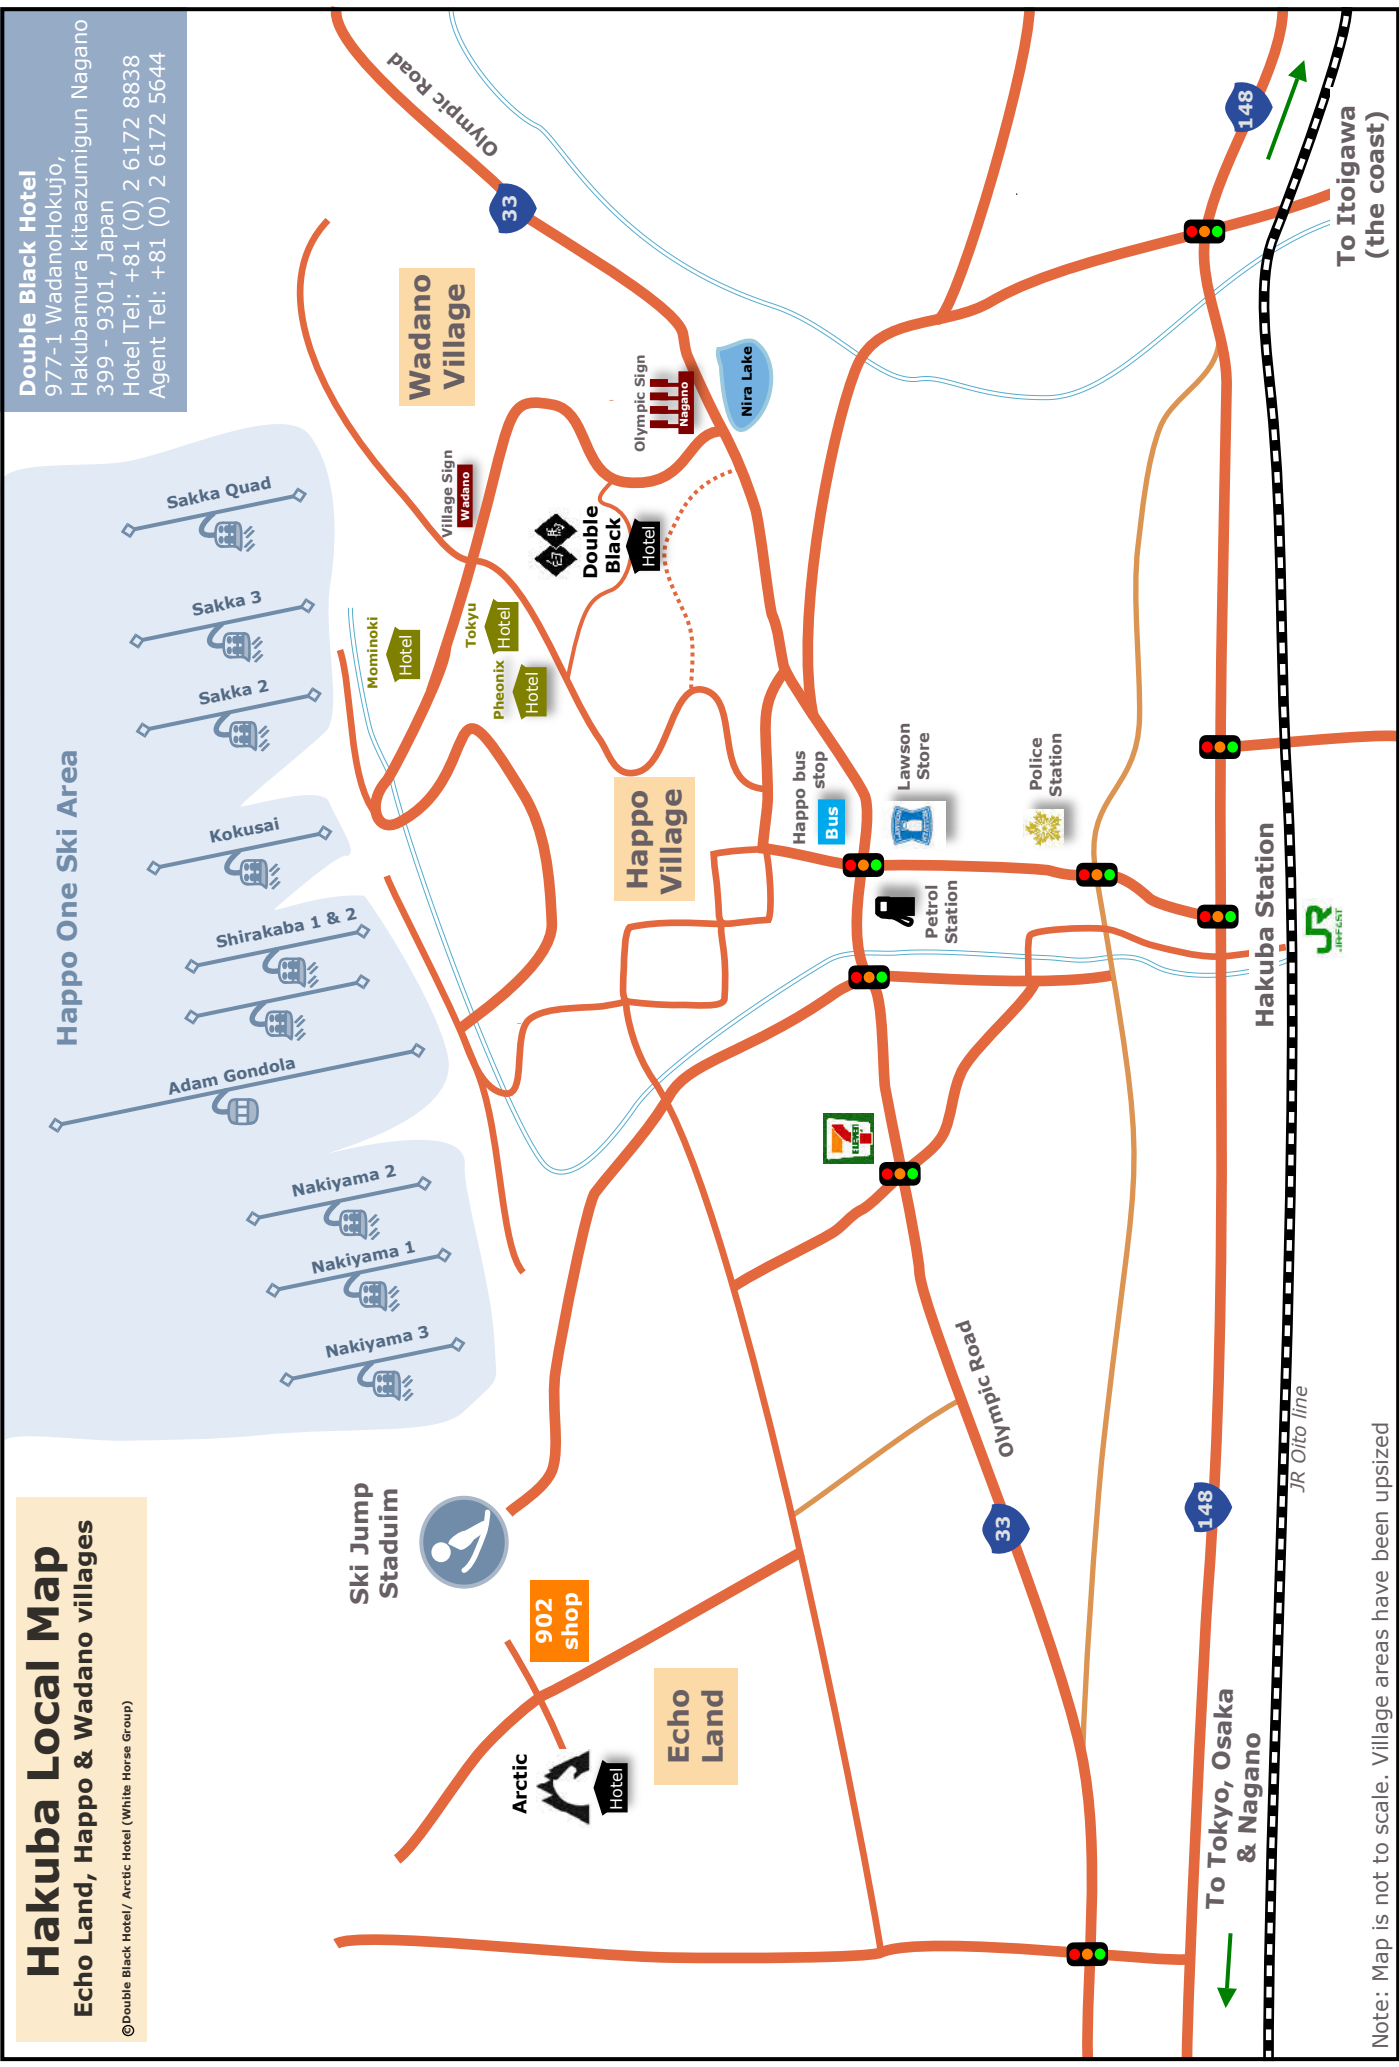 Hakuba Local Map
Echo Land, Happo & Wadano villages
©Double Black Hotel/ Arctic Hotel (White Horse Group)
Happo One Ski Area
Nakiyama 3
Nakiyama 1
Nakiyama 2
Adam Gondola
Shirakaba 1 & 2
Kokusai
Sakka 2
Sakka 3
Sakka Quad
Double Black Hotel
977-1 WadanoHokujo,
Hakubamura kitaazumigun Nagano
399 - 9301, Japan
Hotel Tel: +81 (0) 2 6172 8838
Agent Tel: +81 (0) 2 6172 5644
Ski Jump
Staduim
902
shop
Arctic
Hotel
Echo
Land
Mominoki
Hotel
Tokyu
Hotel
Pheonix
Hotel
Village Sign
Wadano
Wadano
Village
Olympic Road
33
白
馬
Double
Black
Hotel
Olympic Sign
Nagano
Nira Lake
Happo
Village
Happo bus
stop
Bus
Lawson
Store
LAWSON
Police
Station
Petrol
Station
ELEVEN
Olympic Road
33
148
148
Hakuba Station
JR
JR-EAST
To Itoigawa
(the coast)
To Tokyo, Osaka
& Nagano
JR Oito line
Note: Map is not to scale. Village areas have been upsized